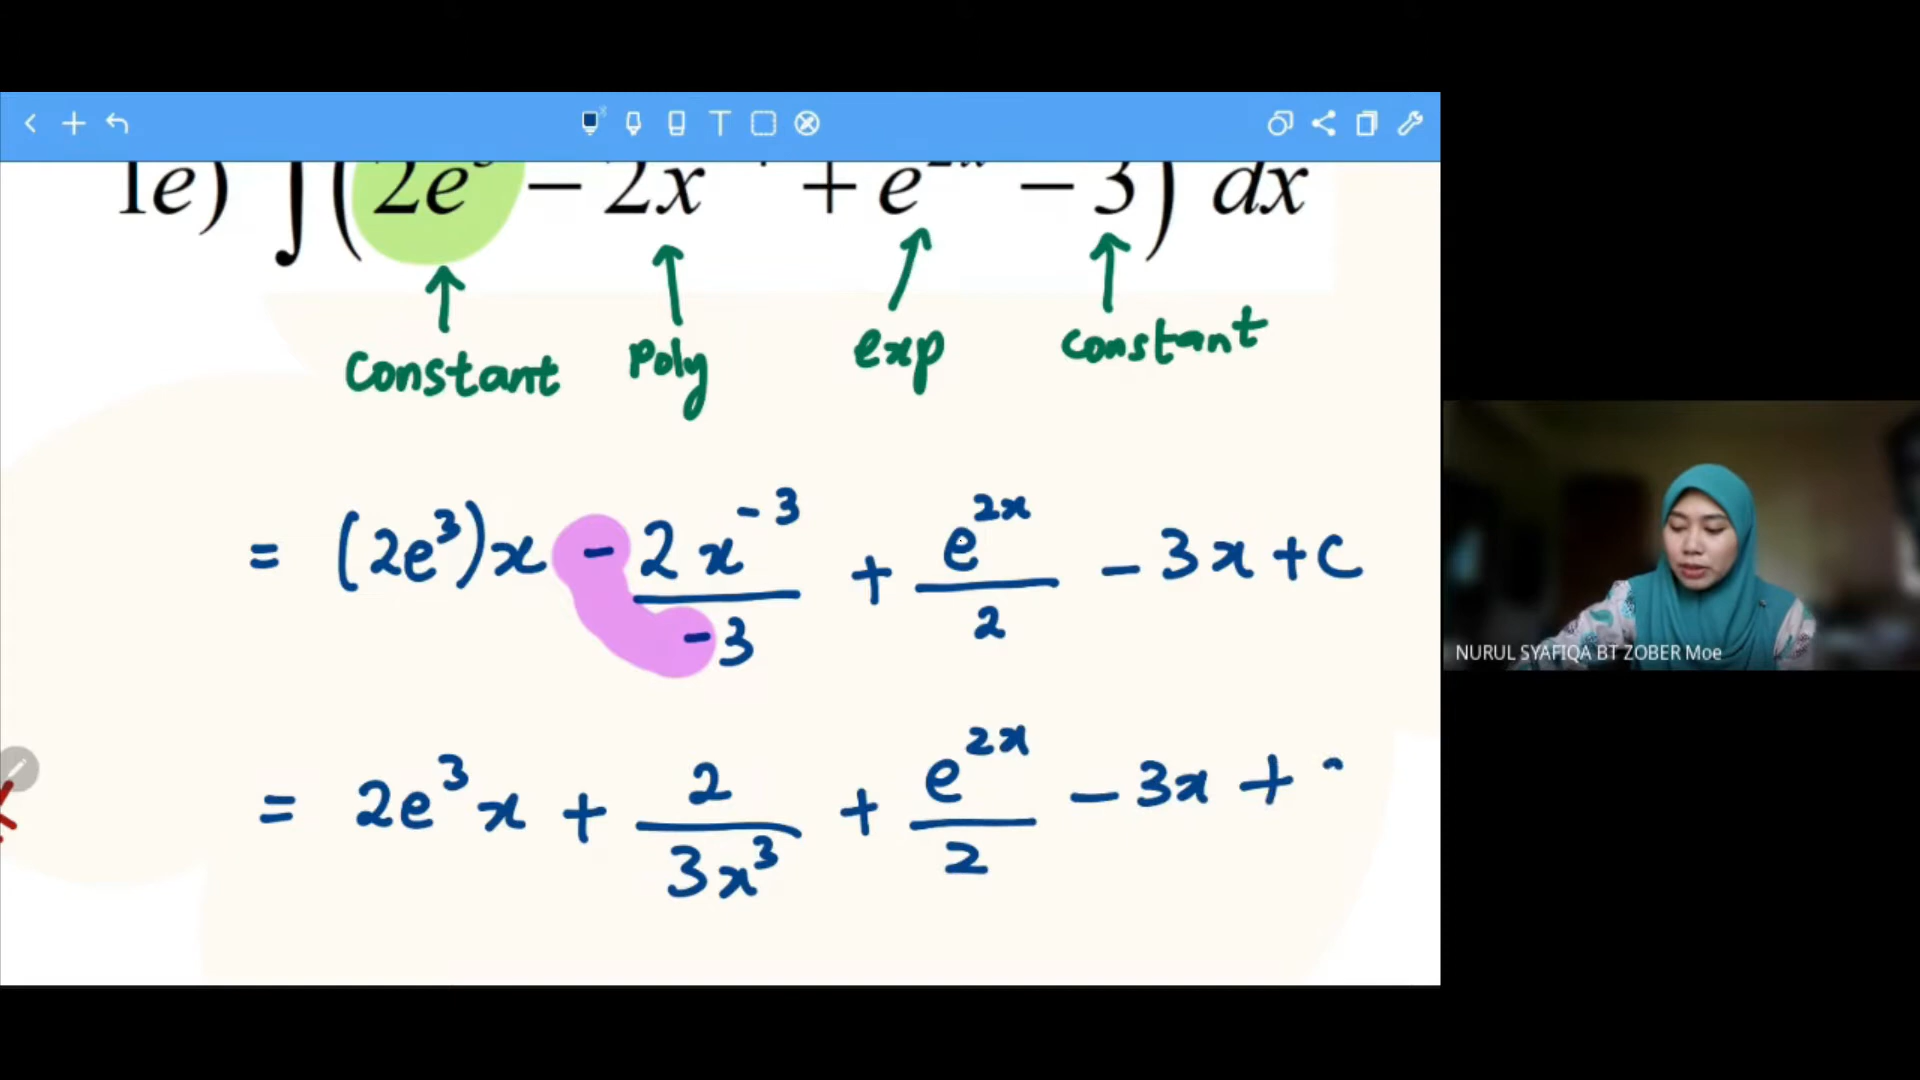 1e) ∫(2e³ − 2x + e − 3) dx
Constant Poly exp constant
= (2e³)x − 2x⁻³/−3 + e²ˣ/2 − 3x + C
= 2e³x + 2/3x³ + e²ˣ/2 − 3x +
T
NURUL SYAFIQA BT ZOBER Moe